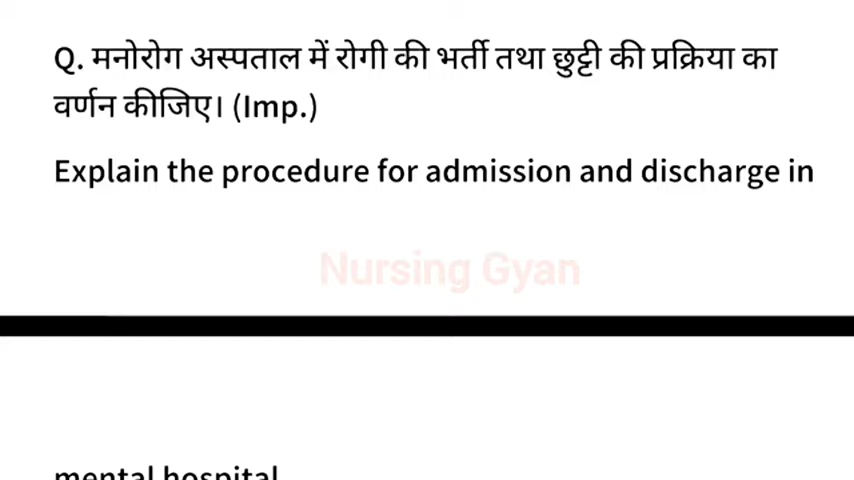 Q. मनोरोग अस्पताल में रोगी की भर्ती तथा छुट्टी की प्रक्रिया का
वर्णन कीजिए। (Imp.)
Explain the procedure for admission and discharge in
Nursing Gyan
mental hospital